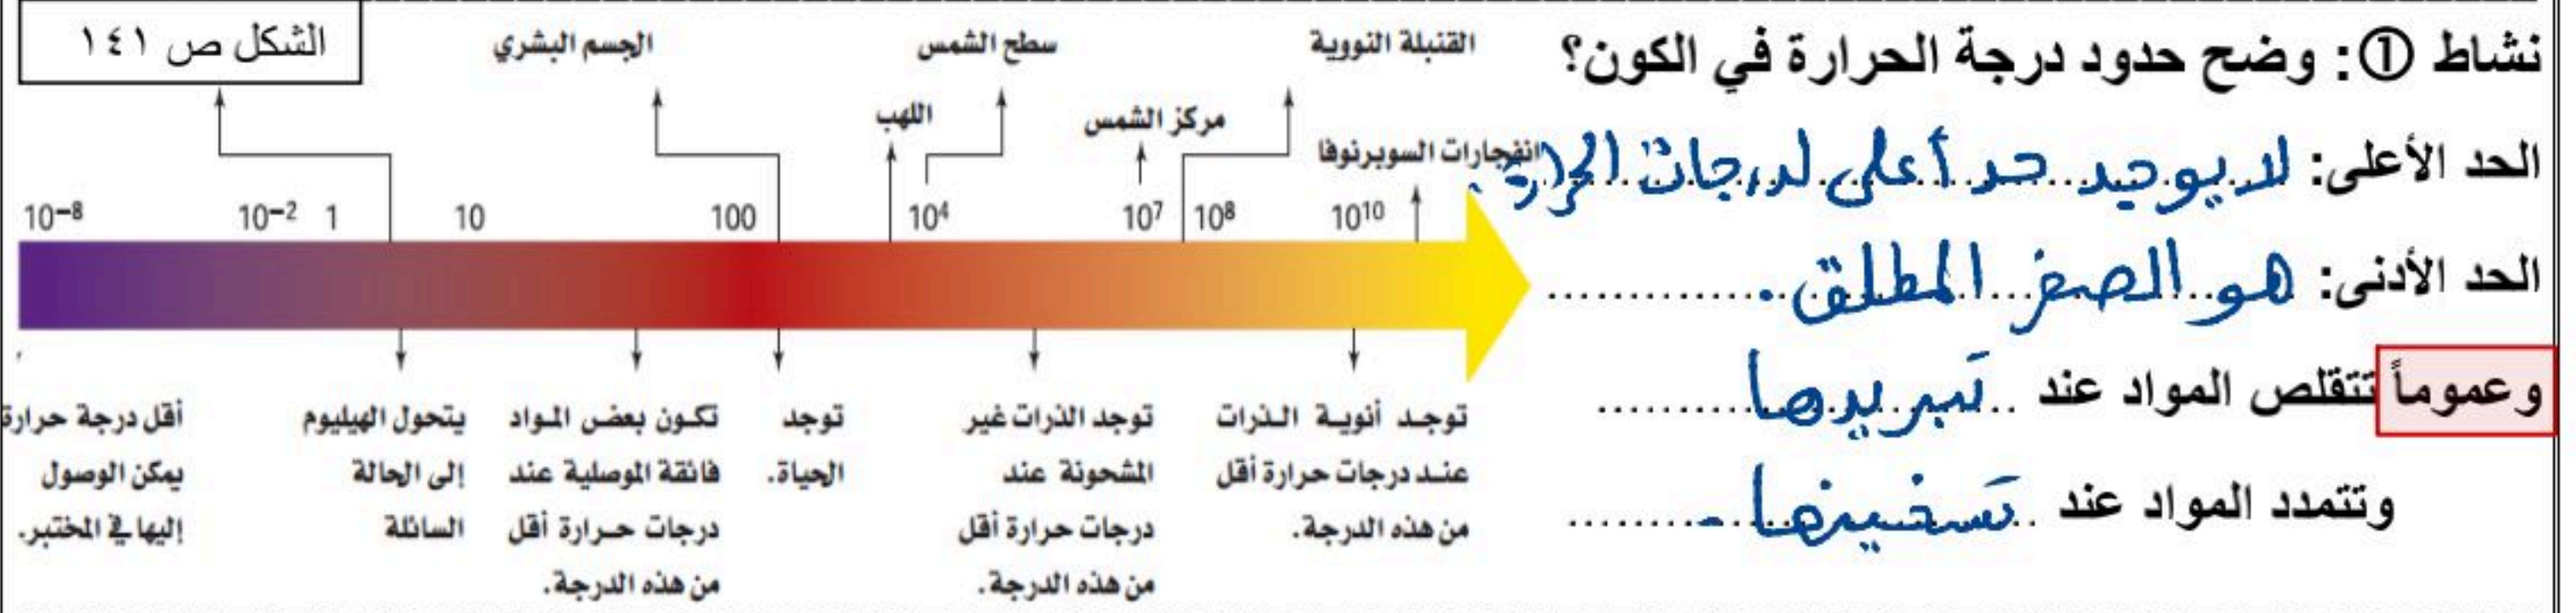 نشاط ①: وضح حدود درجة الحرارة في الكون؟
الحد الأعلى: لا يوجد حد أعلى لدرجات الحرارة.
الحد الأدنى: هو الصفر المطلق.
وعموماً تتقلص المواد عند تبريدها
وتتمدد المواد عند تسخينها
الشكل ص ١٤١
القنبلة النووية
سطح الشمس
الجسم البشري
مركز الشمس
اللهب
انفجارات السوبرنوفا
10⁻⁸ 10⁻² 1 10 100 10⁴ 10⁷ 10⁸ 10¹⁰
توجد أنوية الذرات
عند درجات حرارة أقل
من هذه الدرجة.
توجد الذرات غير
المشحونة عند
درجات حرارة أقل
من هذه الدرجة.
توجد
الحياة.
تكون بعض المواد
فائقة الموصلية عند
درجات حرارة أقل
من هذه الدرجة.
يتحول الهيليوم
إلى الحالة
السائلة
أقل درجة حرارة
يمكن الوصول
إليها في المختبر.